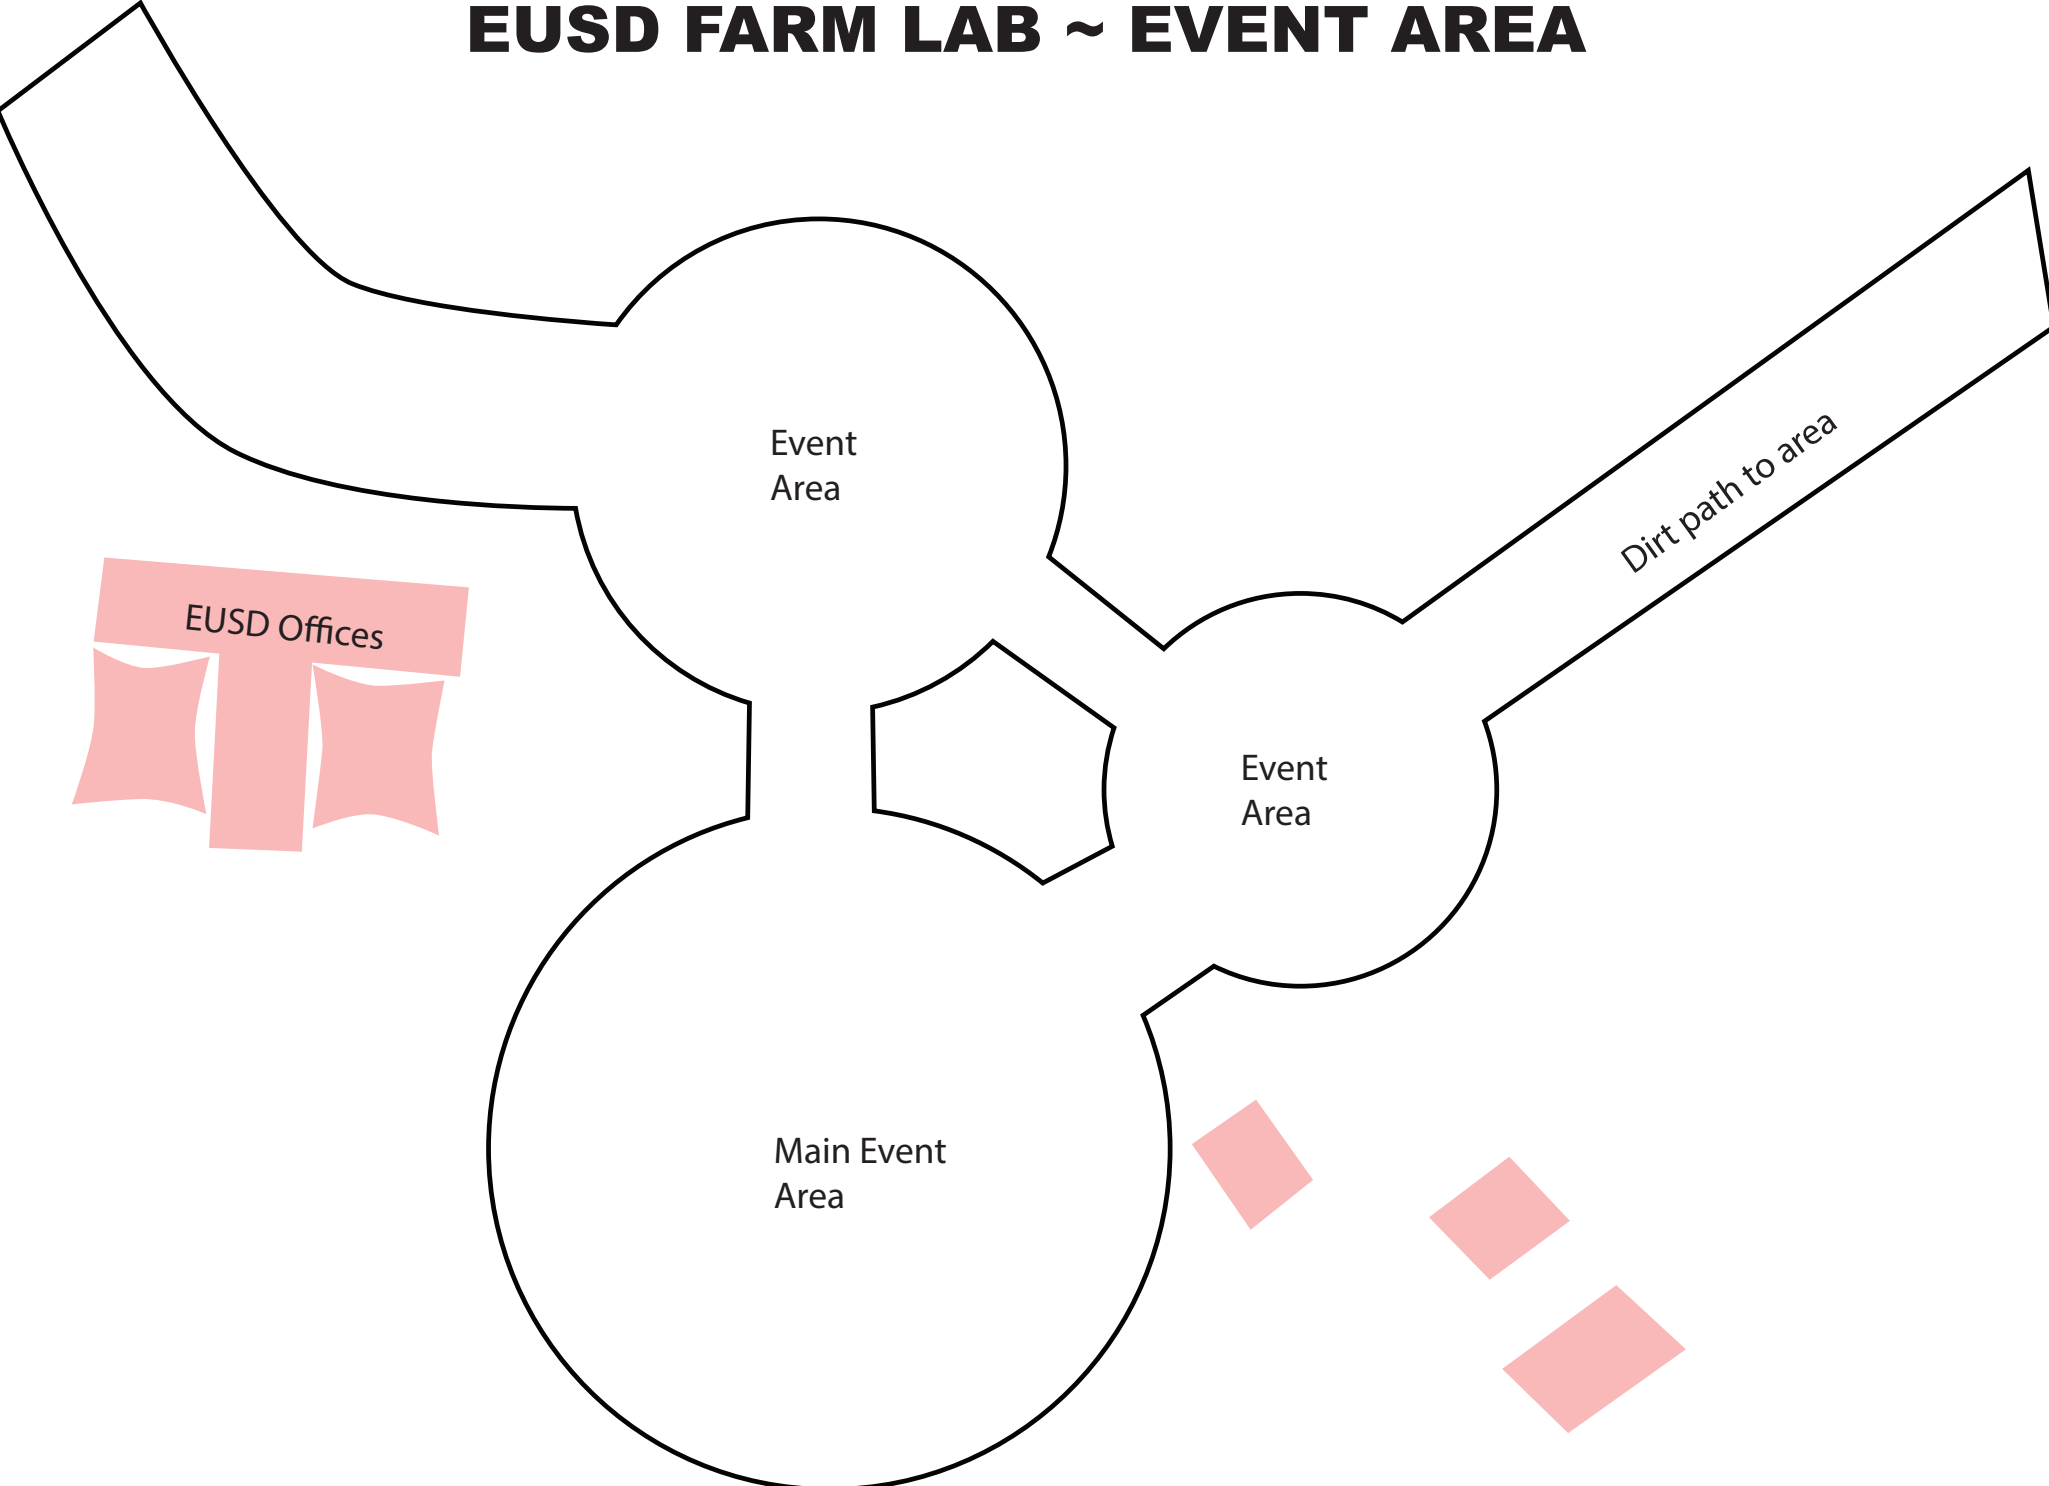 EUSD FARM LAB ~ EVENT AREA
Event
Area
Dirt path to area
EUSD Offices
Event
Area
Main Event
Area